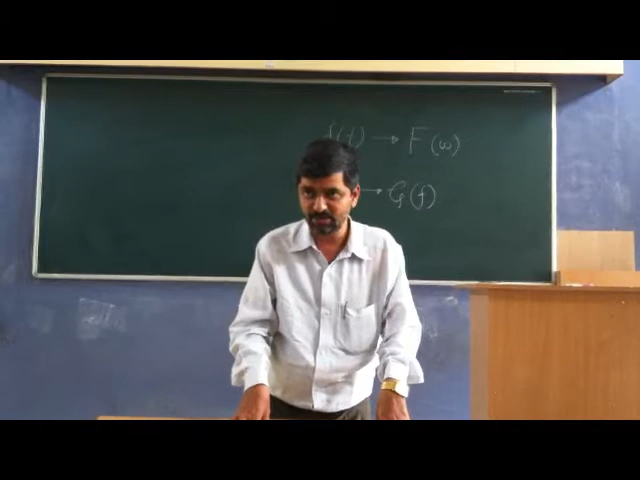 f(t) → F(ω)
→ G(f)